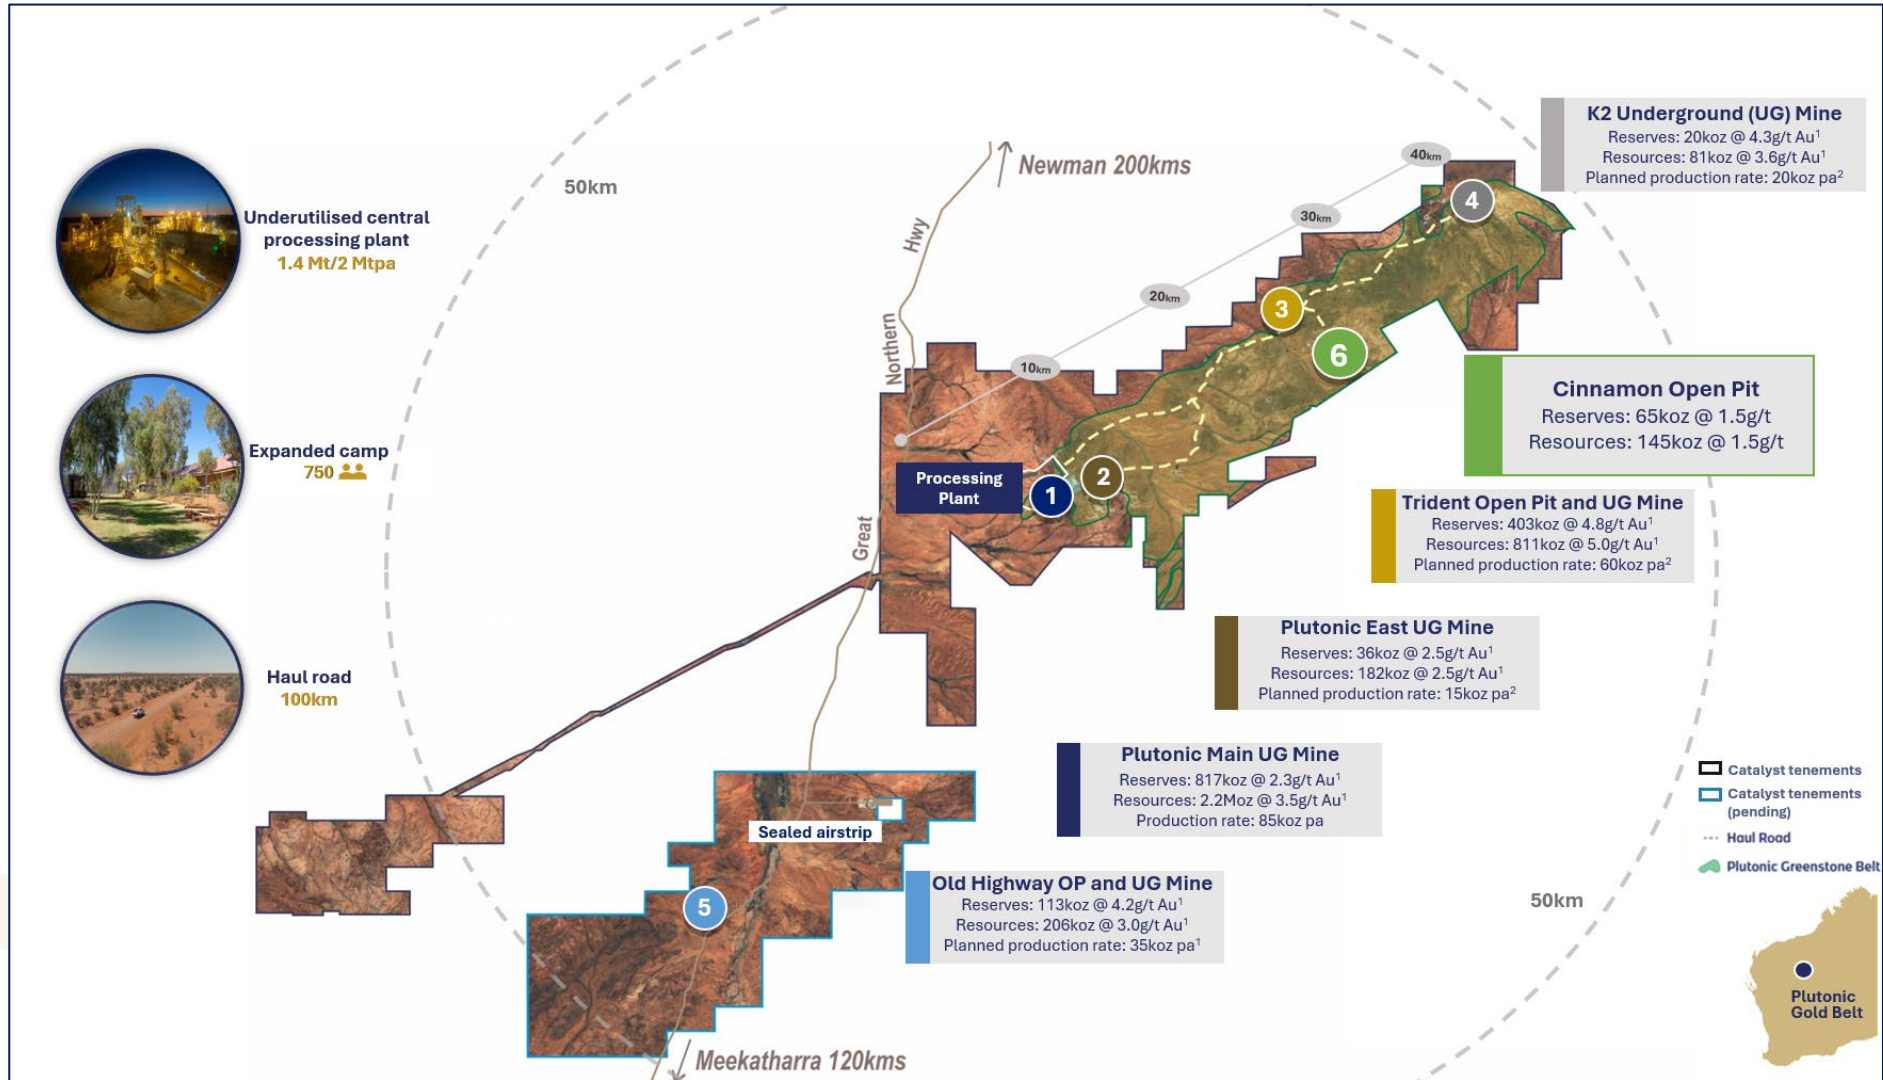 Underutilised central
processing plant
1.4 Mt/2 Mtpa
Expanded camp
750
Haul road
100km
50km
Newman 200kms
Hwy
Northern
Great
10km
20km
30km
40km
4
3
6
2
1
5
Processing
Plant
Sealed airstrip
Meekatharra 120kms
K2 Underground (UG) Mine
Reserves: 20koz @ 4.3g/t Au¹
Resources: 81koz @ 3.6g/t Au¹
Planned production rate: 20koz pa²
Cinnamon Open Pit
Reserves: 65koz @ 1.5g/t
Resources: 145koz @ 1.5g/t
Trident Open Pit and UG Mine
Reserves: 403koz @ 4.8g/t Au¹
Resources: 811koz @ 5.0g/t Au¹
Planned production rate: 60koz pa²
Plutonic East UG Mine
Reserves: 36koz @ 2.5g/t Au¹
Resources: 182koz @ 2.5g/t Au¹
Planned production rate: 15koz pa²
Plutonic Main UG Mine
Reserves: 817koz @ 2.3g/t Au¹
Resources: 2.2Moz @ 3.5g/t Au¹
Production rate: 85koz pa
Old Highway OP and UG Mine
Reserves: 113koz @ 4.2g/t Au¹
Resources: 206koz @ 3.0g/t Au¹
Planned production rate: 35koz pa¹
Catalyst tenements
Catalyst tenements
(pending)
Haul Road
Plutonic Greenstone Belt
50km
Plutonic
Gold Belt